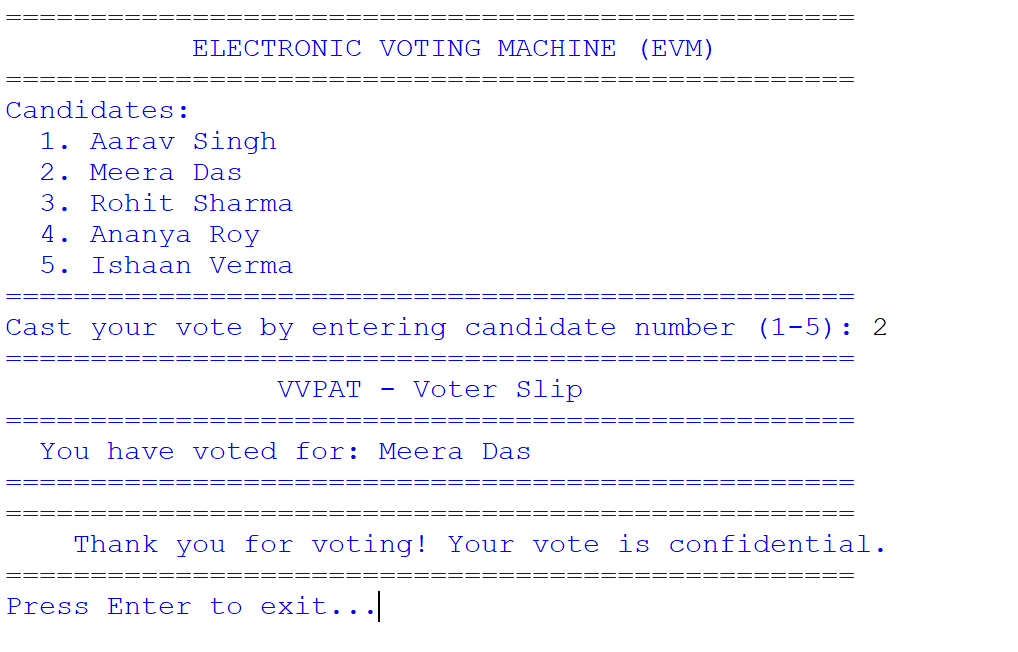 ==================================================
           ELECTRONIC VOTING MACHINE (EVM)
==================================================
Candidates:
  1. Aarav Singh
  2. Meera Das
  3. Rohit Sharma
  4. Ananya Roy
  5. Ishaan Verma
==================================================
Cast your vote by entering candidate number (1-5): 2
==================================================
                VVPAT - Voter Slip
==================================================
  You have voted for: Meera Das
==================================================
==================================================
    Thank you for voting! Your vote is confidential.
==================================================
Press Enter to exit...